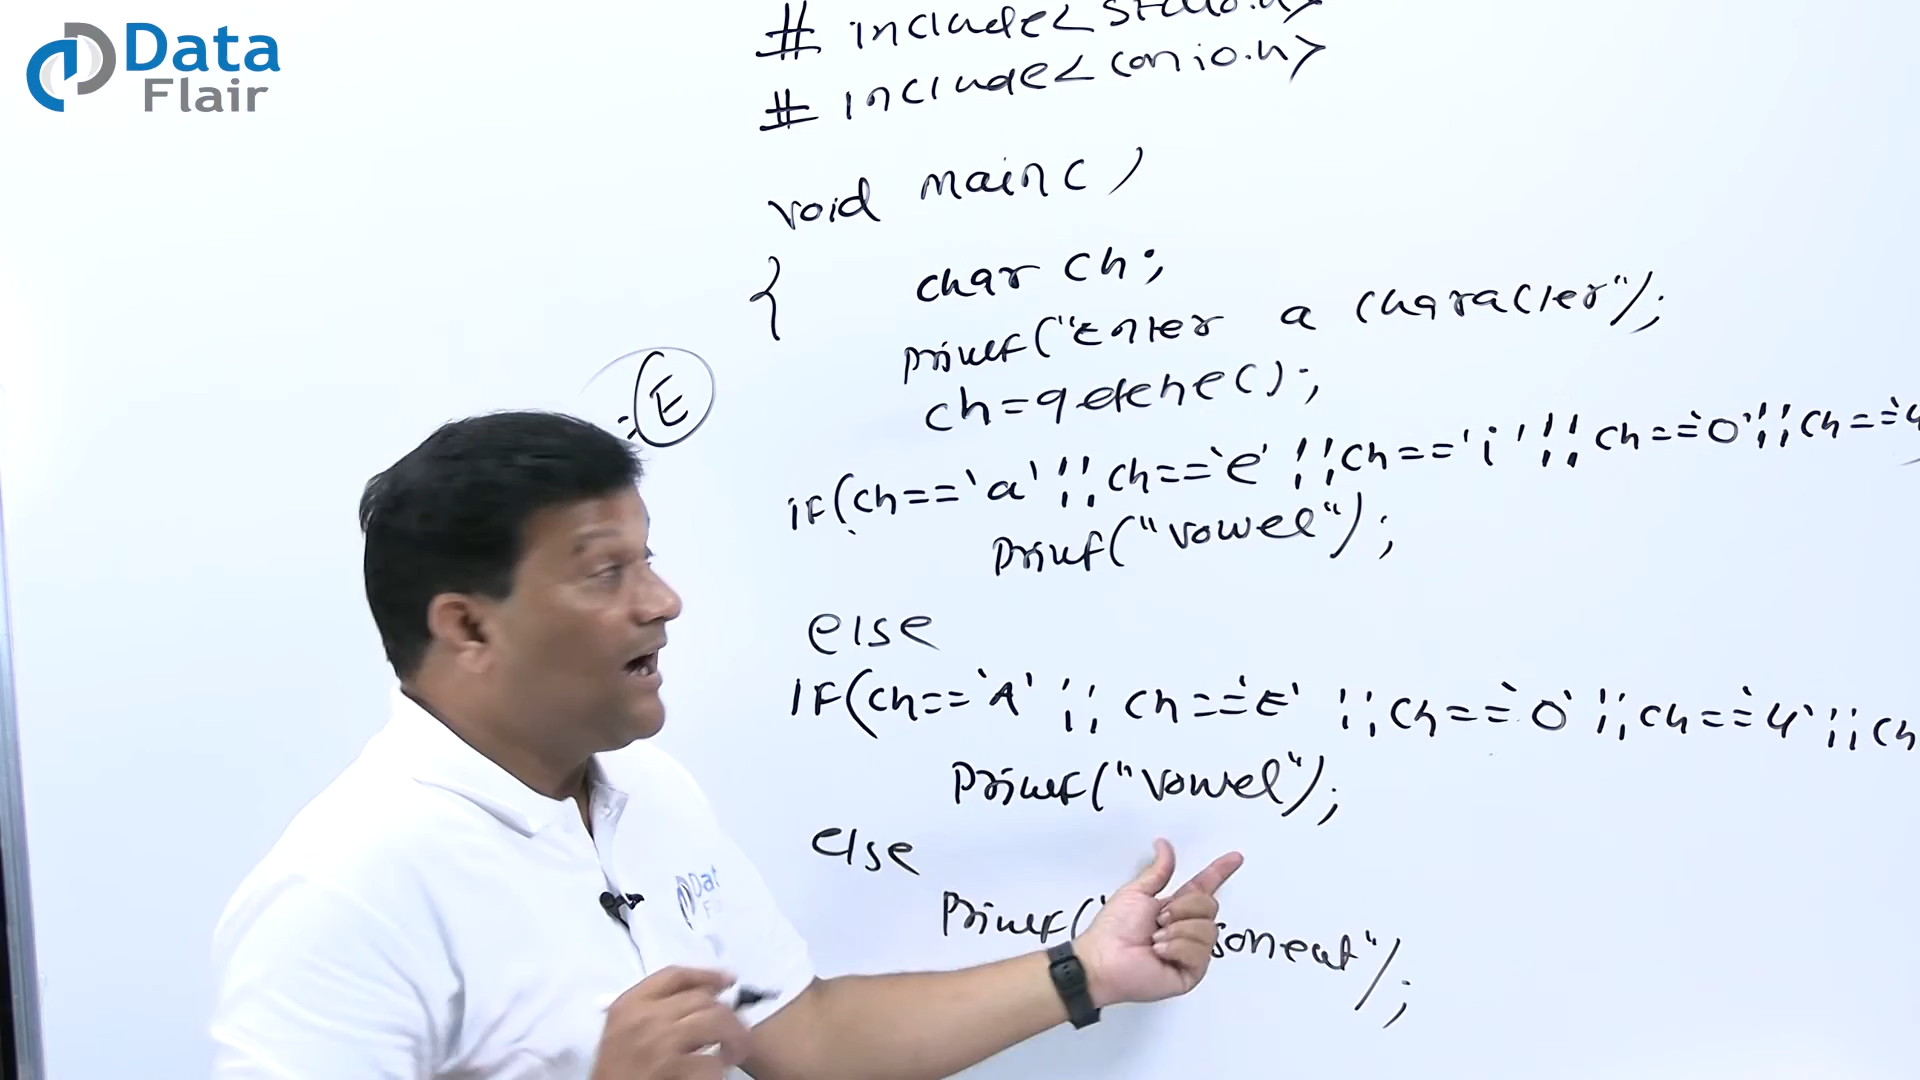 Data
Flair
# include<stdio.h>
# include<conio.h>
void main()
{ char ch;
printf("Enter a character");
ch=getche();
E
if(ch=='a'||ch=='e'||ch=='i'||ch=='o'||ch=='u
printf("vowel");
else
if(ch=='A'||ch=='E'||ch=='O'||ch=='U'||ch
printf("vowel");
else
printf("